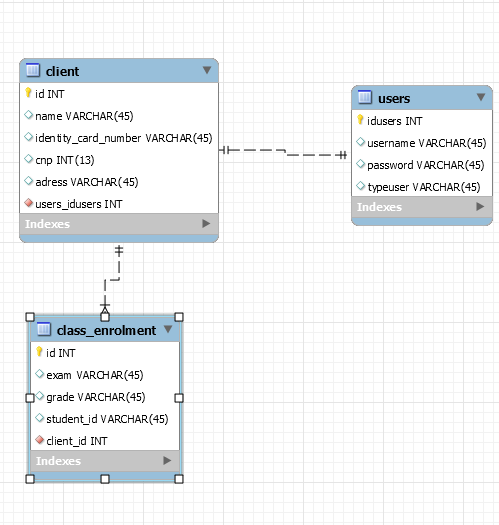 client
id INT
name VARCHAR(45)
identity_card_number VARCHAR(45)
cnp INT(13)
adress VARCHAR(45)
users_idusers INT
Indexes
users
idusers INT
username VARCHAR(45)
password VARCHAR(45)
typeuser VARCHAR(45)
Indexes
class_enrolment
id INT
exam VARCHAR(45)
grade VARCHAR(45)
student_id VARCHAR(45)
client_id INT
Indexes